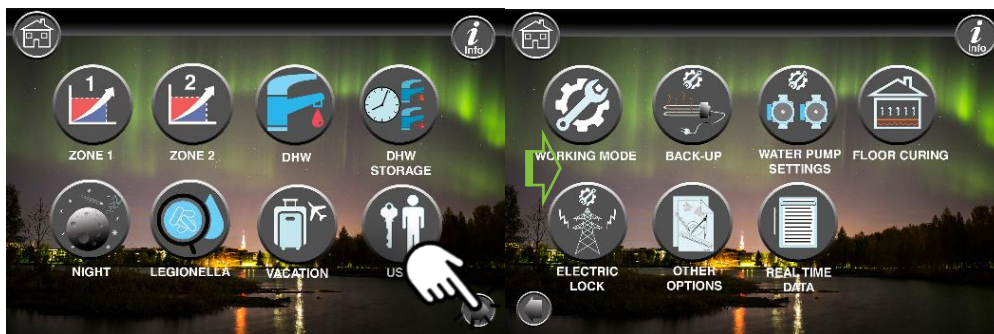 Info
1
2
ZONE 1
ZONE 2
DHW
DHW
STORAGE
NIGHT
LEGIONELLA
VACATION
US
Info
WORKING MODE
BACK-UP
WATER PUMP
SETTINGS
FLOOR CURING
ELECTRIC
LOCK
OTHER
OPTIONS
REAL TIME
DATA